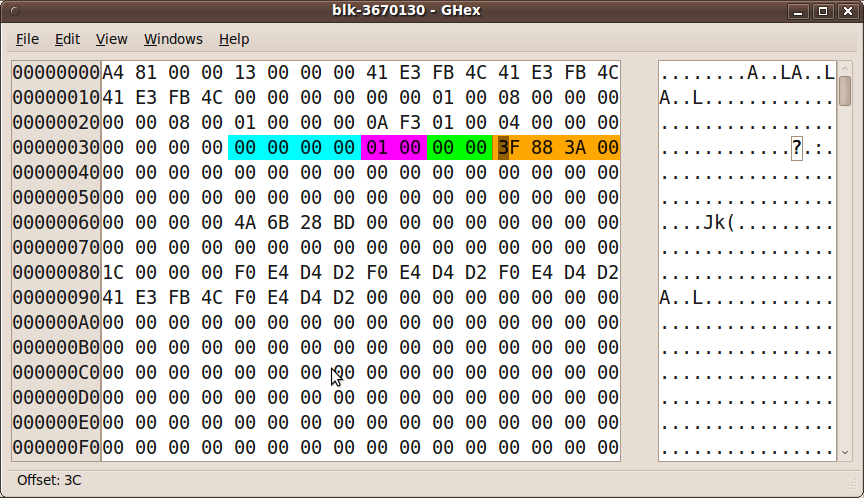 blk-3670130 - GHex
File Edit View Windows Help
00000000 A4 81 00 00 13 00 00 00 41 E3 FB 4C 41 E3 FB 4C ........A..LA..L
00000010 41 E3 FB 4C 00 00 00 00 00 00 01 00 08 00 00 00 A..L............
00000020 00 00 08 00 01 00 00 00 0A F3 01 00 04 00 00 00 ................
00000030 00 00 00 00 00 00 00 00 01 00 00 00 3F 88 3A 00 ............?.:.
00000040 00 00 00 00 00 00 00 00 00 00 00 00 00 00 00 00 ................
00000050 00 00 00 00 00 00 00 00 00 00 00 00 00 00 00 00 ................
00000060 00 00 00 00 4A 6B 28 BD 00 00 00 00 00 00 00 00 ....Jk(.........
00000070 00 00 00 00 00 00 00 00 00 00 00 00 00 00 00 00 ................
00000080 1C 00 00 00 F0 E4 D4 D2 F0 E4 D4 D2 F0 E4 D4 D2 ................
00000090 41 E3 FB 4C F0 E4 D4 D2 00 00 00 00 00 00 00 00 A..L............
000000A0 00 00 00 00 00 00 00 00 00 00 00 00 00 00 00 00 ................
000000B0 00 00 00 00 00 00 00 00 00 00 00 00 00 00 00 00 ................
000000C0 00 00 00 00 00 00 00 00 00 00 00 00 00 00 00 00 ................
000000D0 00 00 00 00 00 00 00 00 00 00 00 00 00 00 00 00 ................
000000E0 00 00 00 00 00 00 00 00 00 00 00 00 00 00 00 00 ................
000000F0 00 00 00 00 00 00 00 00 00 00 00 00 00 00 00 00 ................
Offset: 3C